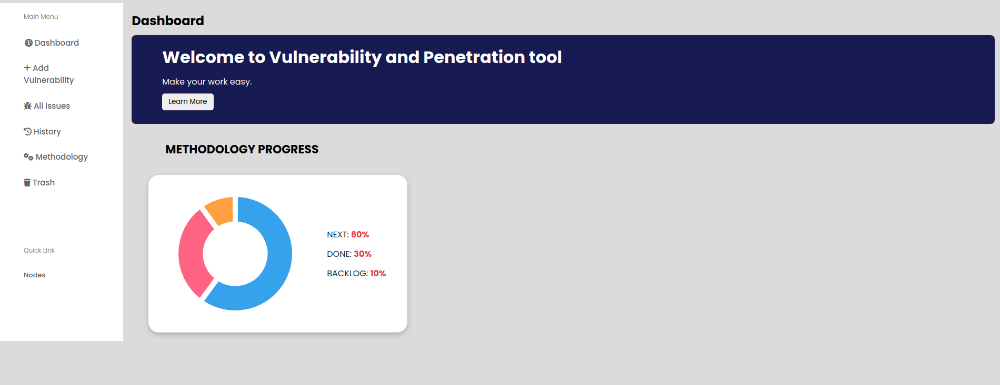 Main Menu
Dashboard
Add
Vulnerability
All Issues
History
Methodology
Trash
Quick Link
Nodes
Dashboard
Welcome to Vulnerability and Penetration tool
Make your work easy.
Learn More
METHODOLOGY PROGRESS
NEXT: 60%
DONE: 30%
BACKLOG: 10%